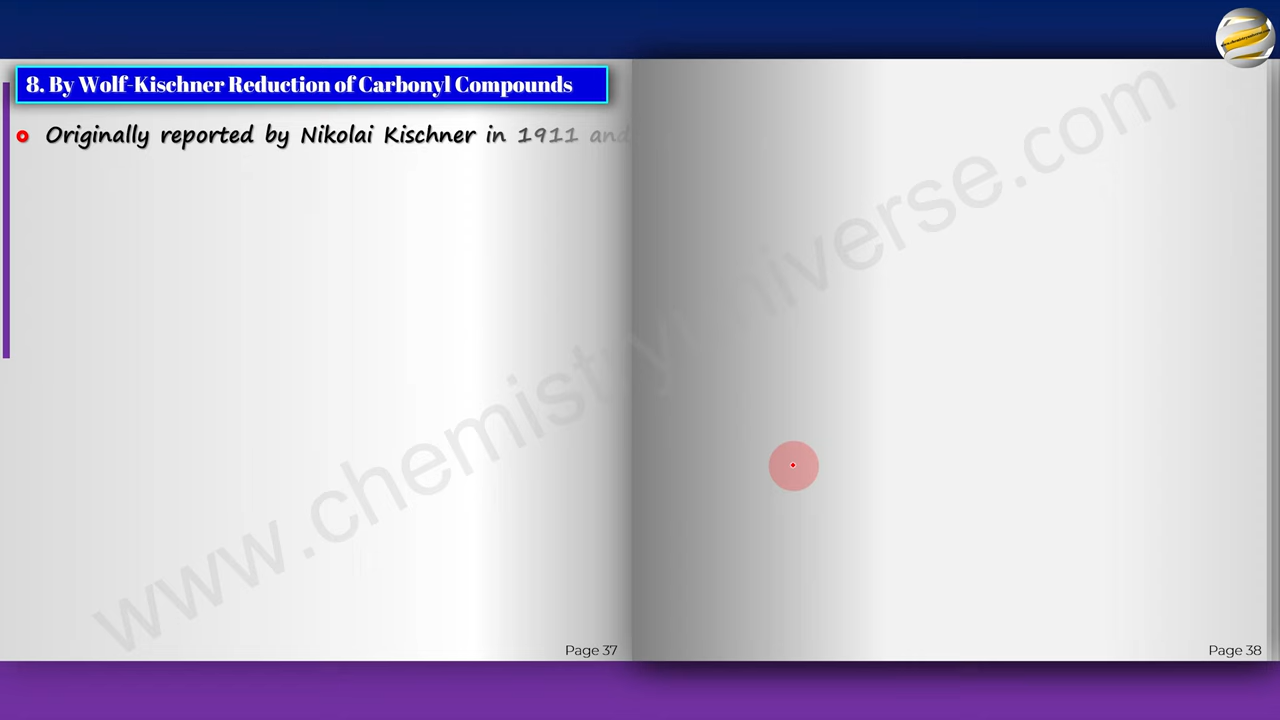 8. By Wolf-Kischner Reduction of Carbonyl Compounds
Originally reported by Nikolai Kischner in 1911 and
www.chemistryuniverse.com
Page 37
Page 38